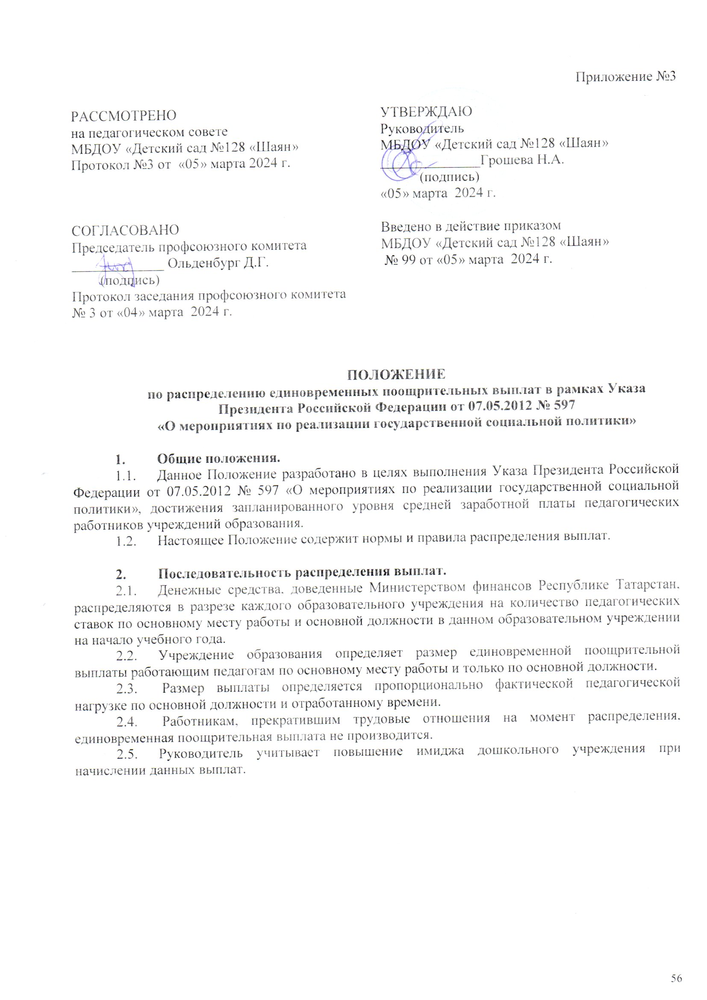 Приложение №3
РАССМОТРЕНО
на педагогическом совете
МБДОУ «Детский сад №128 «Шаян»
Протокол №3 от «05» марта 2024 г.
УТВЕРЖДАЮ
Руководитель
МБДОУ «Детский сад №128 «Шаян»
______________Грошева Н.А.
(подпись)
«05» марта 2024 г.
СОГЛАСОВАНО
Председатель профсоюзного комитета
_____________ Ольденбург Д.Г.
(подпись)
Протокол заседания профсоюзного комитета
№ 3 от «04» марта 2024 г.
Введено в действие приказом
МБДОУ «Детский сад №128 «Шаян»
№ 99 от «05» марта 2024 г.
ПОЛОЖЕНИЕ
по распределению единовременных поощрительных выплат в рамках Указа
Президента Российской Федерации от 07.05.2012 № 597
«О мероприятиях по реализации государственной социальной политики»
1. Общие положения.
1.1. Данное Положение разработано в целях выполнения Указа Президента Российской
Федерации от 07.05.2012 № 597 «О мероприятиях по реализации государственной социальной
политики», достижения запланированного уровня средней заработной платы педагогических
работников учреждений образования.
1.2. Настоящее Положение содержит нормы и правила распределения выплат.
2. Последовательность распределения выплат.
2.1. Денежные средства, доведенные Министерством финансов Республике Татарстан,
распределяются в разрезе каждого образовательного учреждения на количество педагогических
ставок по основному месту работы и основной должности в данном образовательном учреждении
на начало учебного года.
2.2. Учреждение образования определяет размер единовременной поощрительной
выплаты работающим педагогам по основному месту работы и только по основной должности.
2.3. Размер выплаты определяется пропорционально фактической педагогической
нагрузке по основной должности и отработанному времени.
2.4. Работникам, прекратившим трудовые отношения на момент распределения,
единовременная поощрительная выплата не производится.
2.5. Руководитель учитывает повышение имиджа дошкольного учреждения при
начислении данных выплат.
56